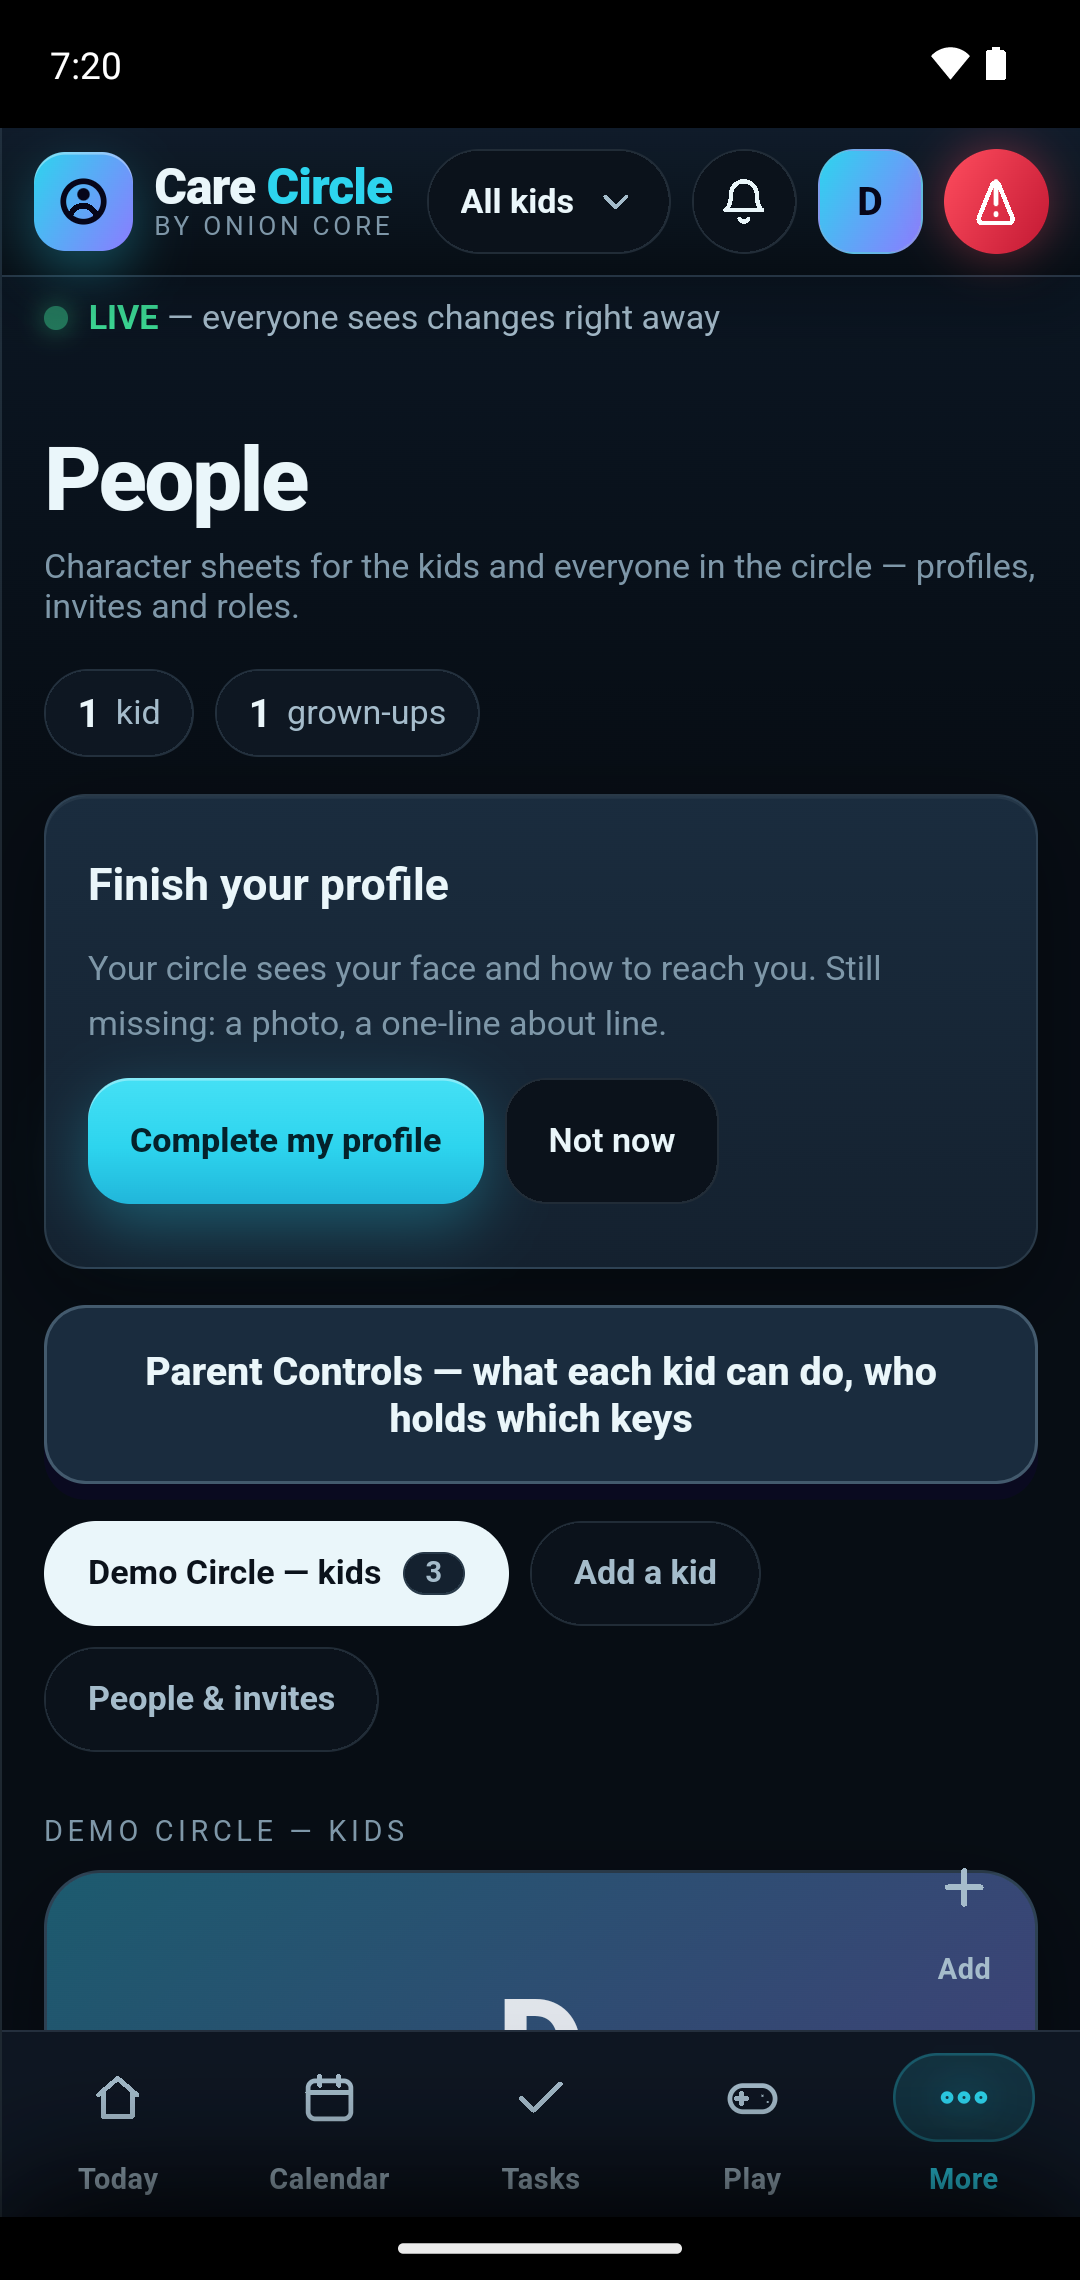 7:20
Care Circle
BY ONION CORE
All kids
D
LIVE — everyone sees changes right away
People
Character sheets for the kids and everyone in the circle — profiles,
invites and roles.
1 kid
1 grown-ups
Finish your profile
Your circle sees your face and how to reach you. Still
missing: a photo, a one-line about line.
Complete my profile
Not now
Parent Controls — what each kid can do, who
holds which keys
Demo Circle — kids 3
Add a kid
People & invites
DEMO CIRCLE — KIDS
Add
Today
Calendar
Tasks
Play
More